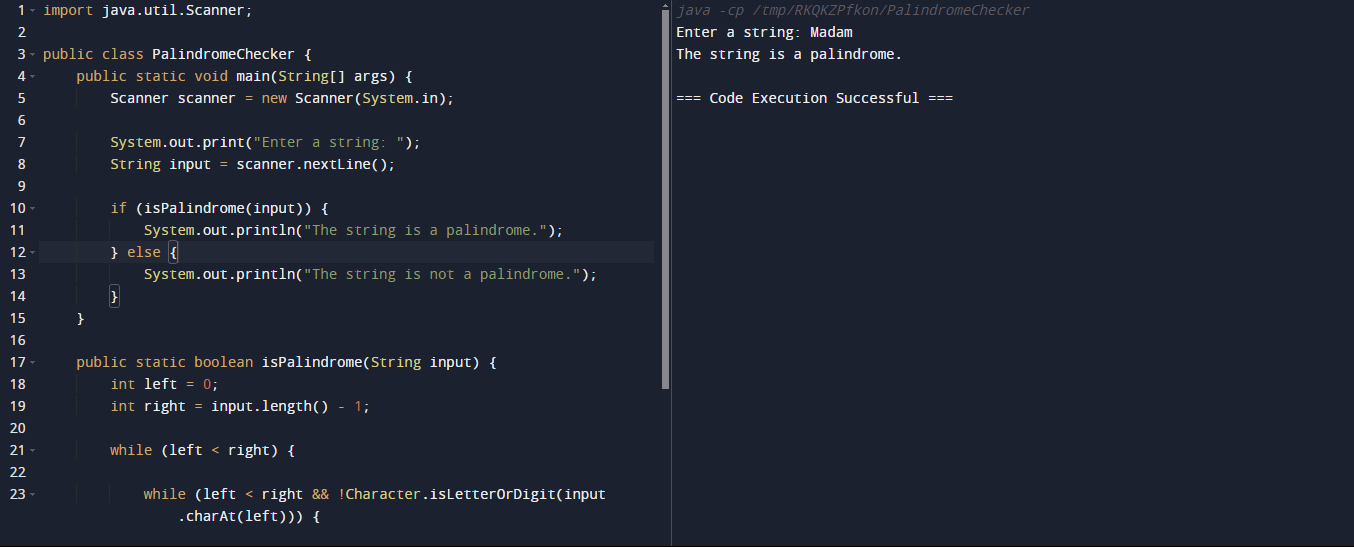 1 import java.util.Scanner;
2
3 public class PalindromeChecker {
4     public static void main(String[] args) {
5         Scanner scanner = new Scanner(System.in);
6
7         System.out.print("Enter a string: ");
8         String input = scanner.nextLine();
9
10         if (isPalindrome(input)) {
11             System.out.println("The string is a palindrome.");
12         } else {
13             System.out.println("The string is not a palindrome.");
14         }
15     }
16
17     public static boolean isPalindrome(String input) {
18         int left = 0;
19         int right = input.length() - 1;
20
21         while (left < right) {
22
23             while (left < right && !Character.isLetterOrDigit(input
                .charAt(left))) {
java -cp /tmp/RKQKZPfkon/PalindromeChecker
Enter a string: Madam
The string is a palindrome.
=== Code Execution Successful ===